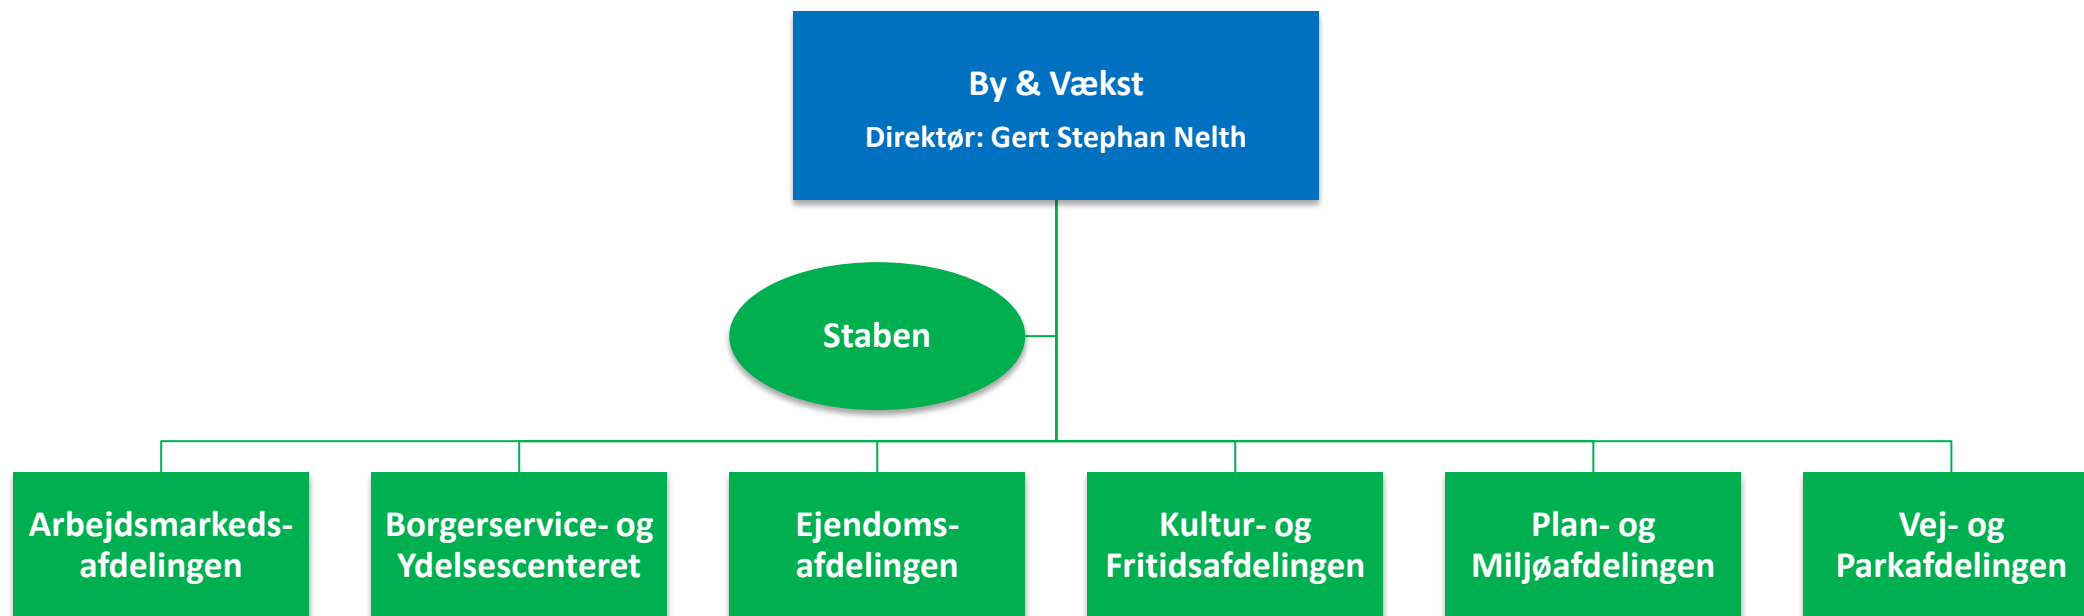 By & Vækst
Direktør: Gert Stephan Nelth
Staben
Arbejdsmarkeds-
afdelingen
Borgerservice- og
Ydelsescenteret
Ejendoms-
afdelingen
Kultur- og
Fritidsafdelingen
Plan- og
Miljøafdelingen
Vej- og
Parkafdelingen